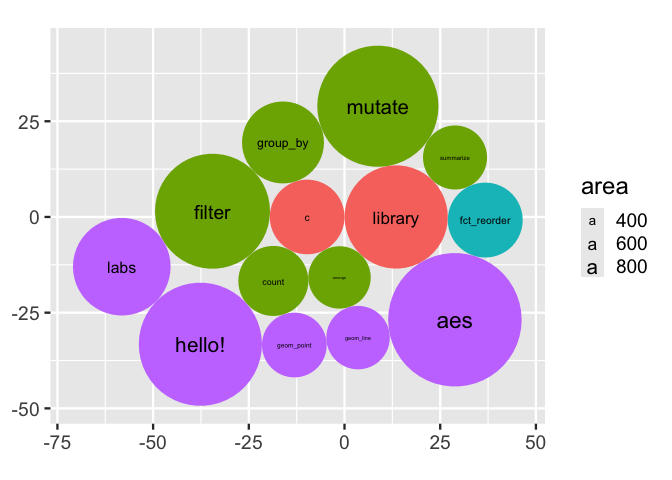 mutate
group_by
summarize
filter
c
library
fct_reorder
labs
count
arrange
hello!
geom_point
geom_line
aes
25
0
-25
-50
-75
-50
-25
0
25
50
area
a 400
a 600
a 800